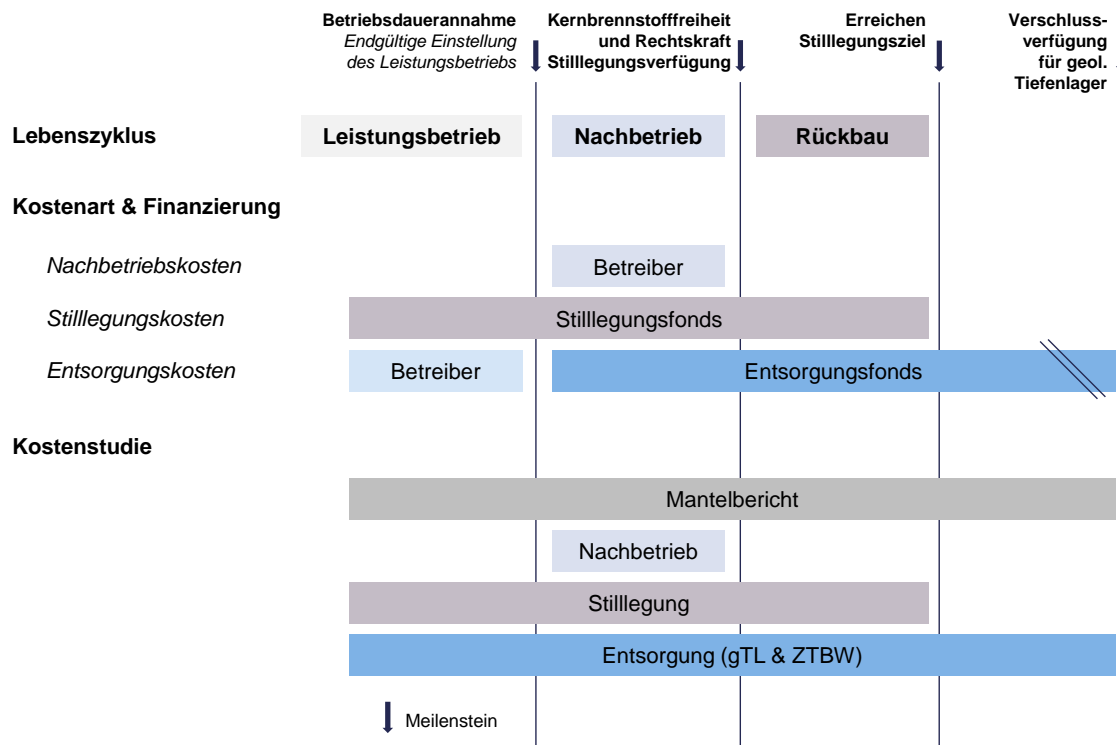 Betriebsdauerannahme
Endgültige Einstellung
des Leistungsbetriebs
Kernbrennstofffreiheit
und Rechtskraft
Stilllegungsverfügung
Erreichen
Stilllegungsziel
Verschluss-
verfügung
für geol.
Tiefenlager
Lebenszyklus
Leistungsbetrieb
Nachbetrieb
Rückbau
Kostenart & Finanzierung
Nachbetriebskosten
Betreiber
Stilllegungskosten
Stilllegungsfonds
Entsorgungskosten
Betreiber
Entsorgungsfonds
Kostenstudie
Mantelbericht
Nachbetrieb
Stilllegung
Entsorgung (gTL & ZTBW)
Meilenstein